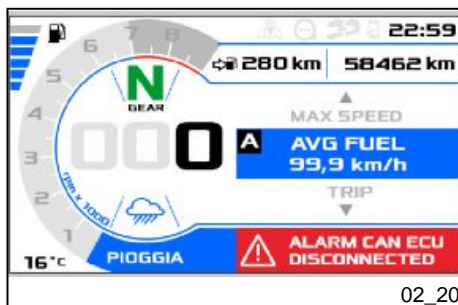 22:59
280 km
58462 km
8
7
6
5
4
3
2
1
rpm x 1000
N
GEAR
000
MAX SPEED
A
AVG FUEL
99,9 km/h
TRIP
16°c
PIOGGIA
ALARM CAN ECU
DISCONNECTED
02_20